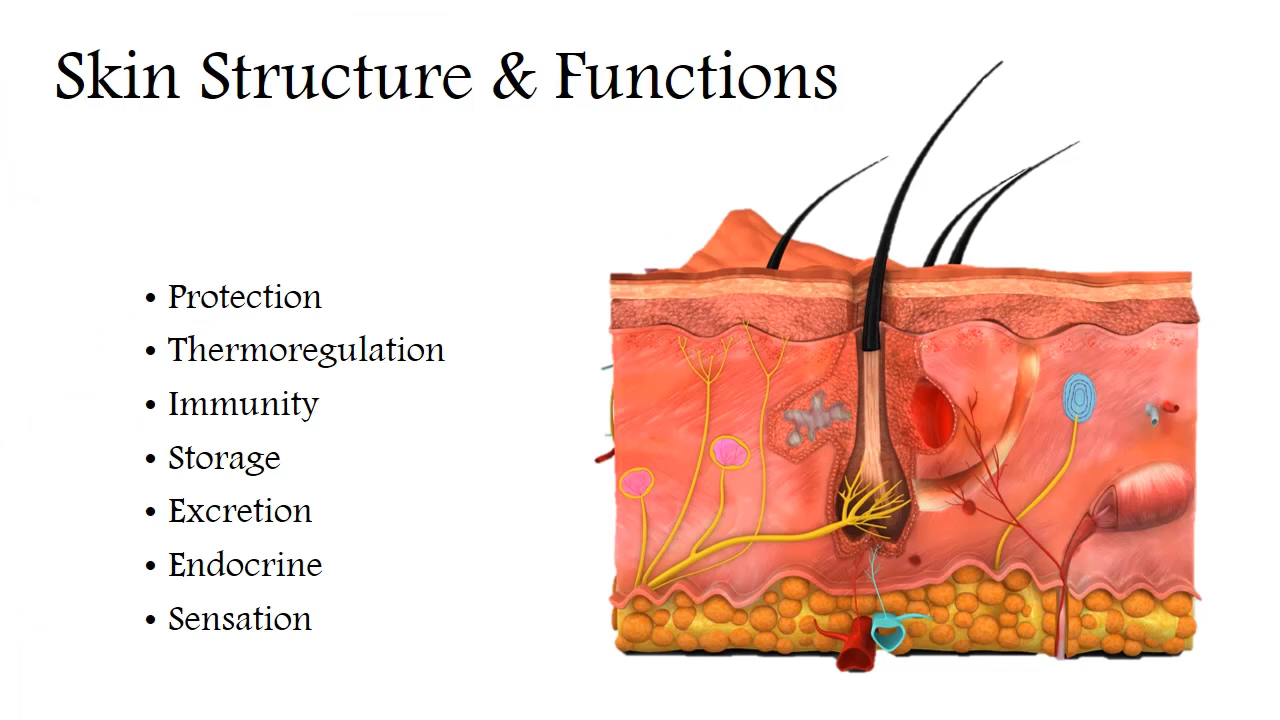 Skin Structure & Functions
• Protection
• Thermoregulation
• Immunity
• Storage
• Excretion
• Endocrine
• Sensation